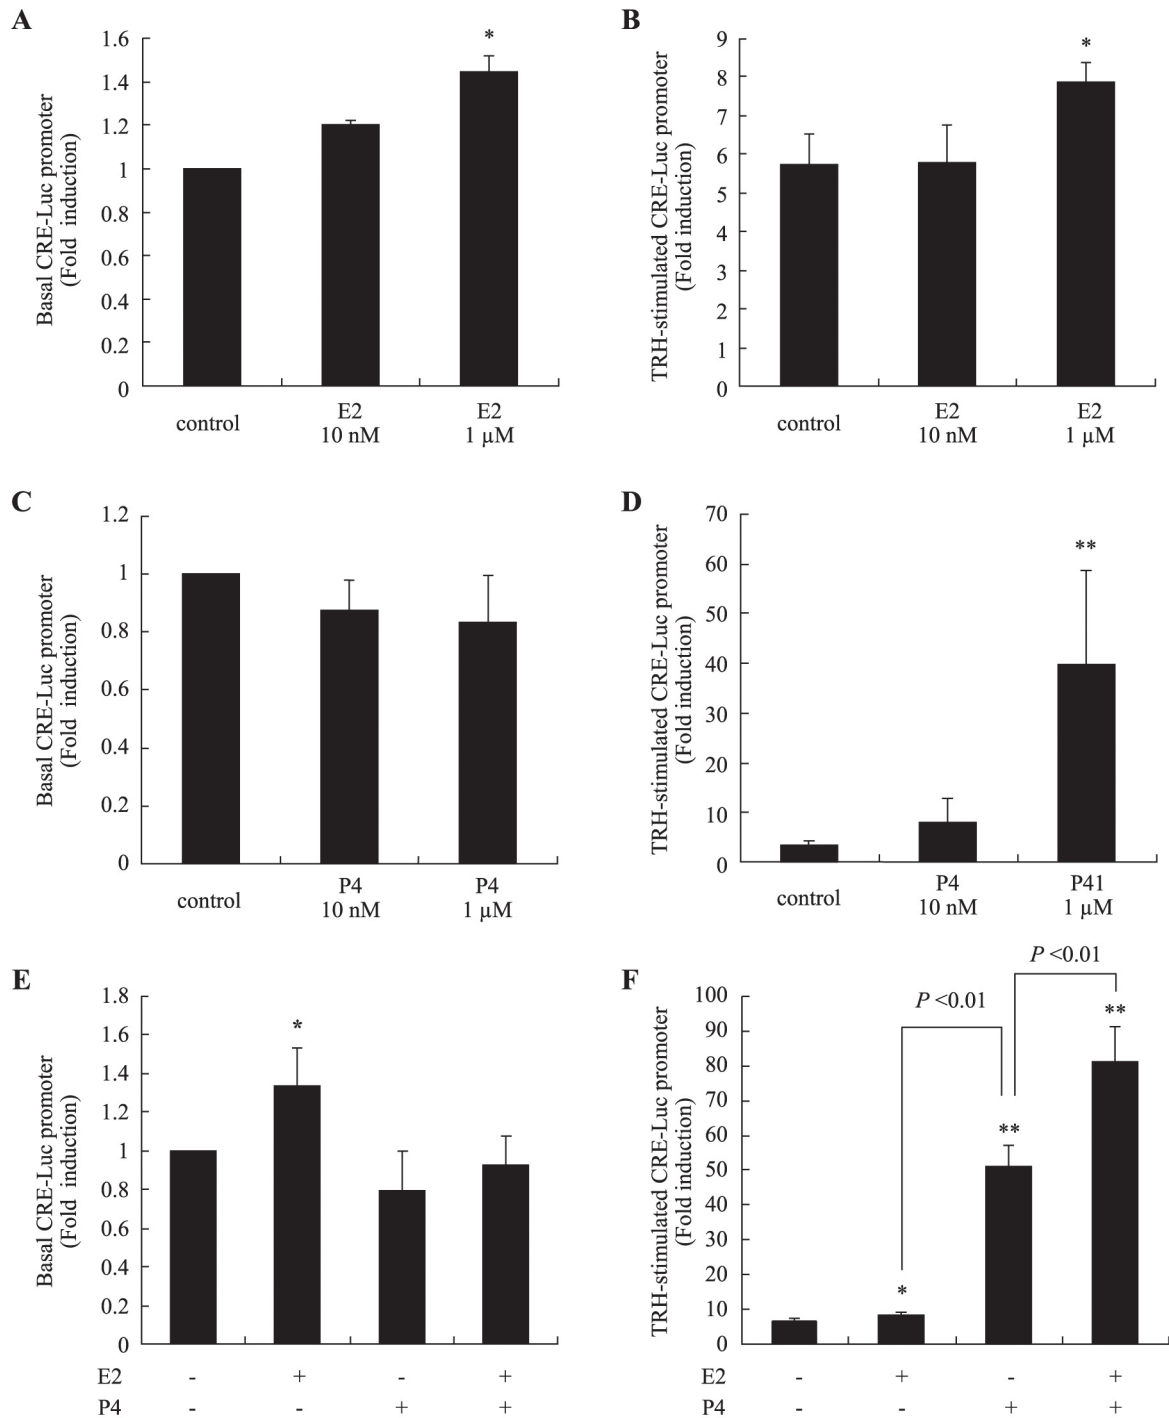 A
Basal CRE-Luc promoter
(Fold induction)
1.6
1.4
1.2
1
0.8
0.6
0.4
0.2
0
*
control
E2
10 nM
E2
1 µM
B
TRH-stimulated CRE-Luc promoter
(Fold induction)
9
8
7
6
5
4
3
2
1
0
*
control
E2
10 nM
E2
1 µM
C
Basal CRE-Luc promoter
(Fold induction)
1.2
1
0.8
0.6
0.4
0.2
0
control
P4
10 nM
P4
1 µM
D
TRH-stimulated CRE-Luc promoter
(Fold induction)
70
60
50
40
30
20
10
0
**
control
P4
10 nM
P41
1 µM
E
Basal CRE-Luc promoter
(Fold induction)
1.8
1.6
1.4
1.2
1
0.8
0.6
0.4
0.2
0
*
E2 - + - +
P4 - - + +
F
TRH-stimulated CRE-Luc promoter
(Fold induction)
100
90
80
70
60
50
40
30
20
10
0
P <0.01
P <0.01
*
**
**
- + - +
- - + +